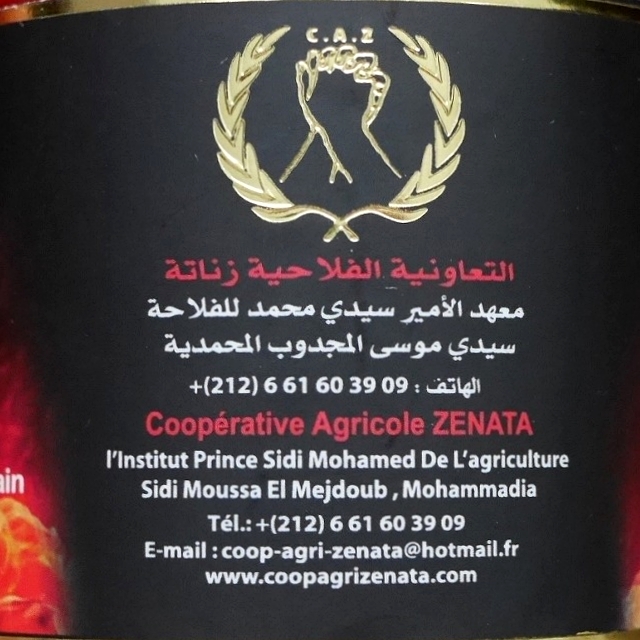 C.A.Z
التعاونية الفلاحية زناتة
معهد الأمير سيدي محمد للفلاحة
سيدي موسى المجدوب المحمدية
الهاتف : 09 39 60 61 6 (212)+
Coopérative Agricole ZENATA
l'Institut Prince Sidi Mohamed De L'agriculture
Sidi Moussa El Mejdoub , Mohammadia
Tél.: +(212) 6 61 60 39 09
E-mail : coop-agri-zenata@hotmail.fr
www.coopagrizenata.com